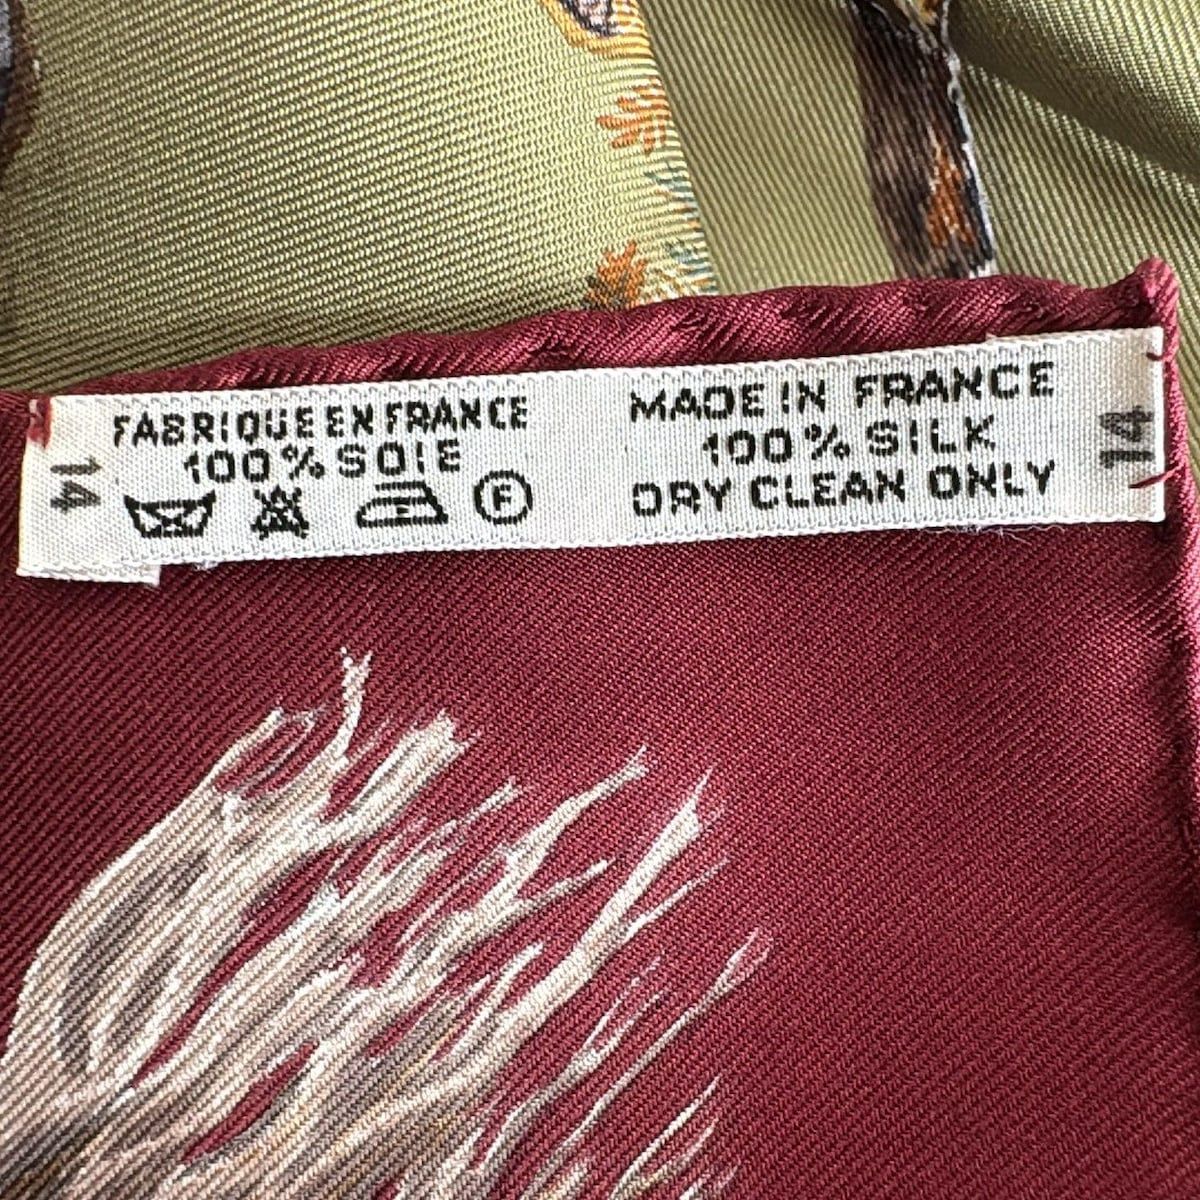 FABRIQUE EN FRANCE
100% SOIE
F
14
MADE IN FRANCE
100% SILK
DRY CLEAN ONLY
14